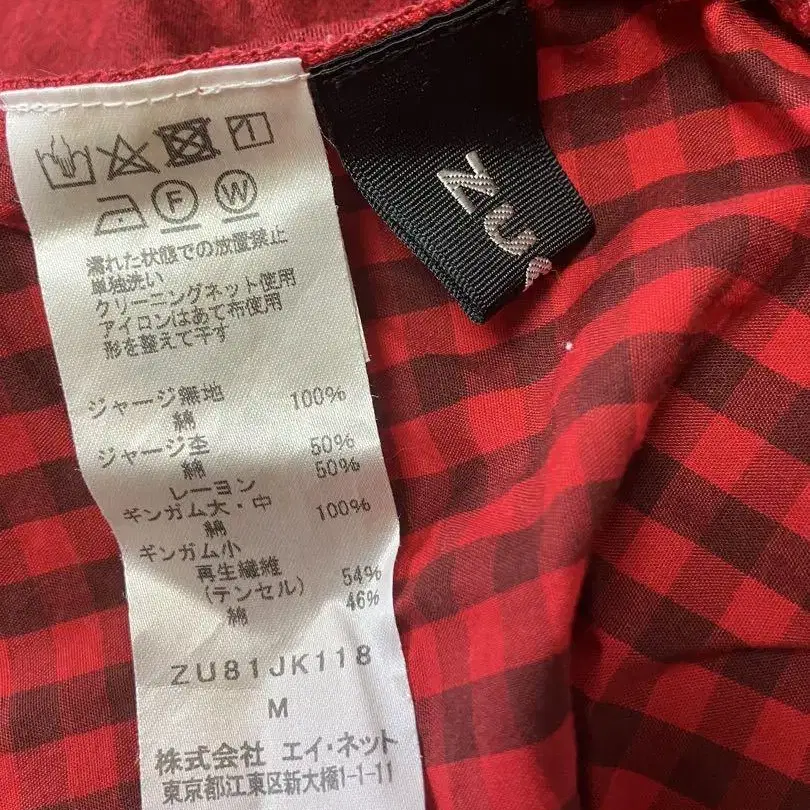 F W
濡れた状態での放置禁止
単独洗い
クリーニングネット使用
アイロンはあて布使用
形を整えて干す
ジャージ無地
綿 100%
ジャージ杢
綿 50%
レーヨン 50%
ギンガム大・中
綿 100%
ギンガム小
再生繊維
(テンセル) 54%
綿 46%
ZU81JK118
M
株式会社 エイ・ネット
東京都江東区新大橋1-1-11
ZU